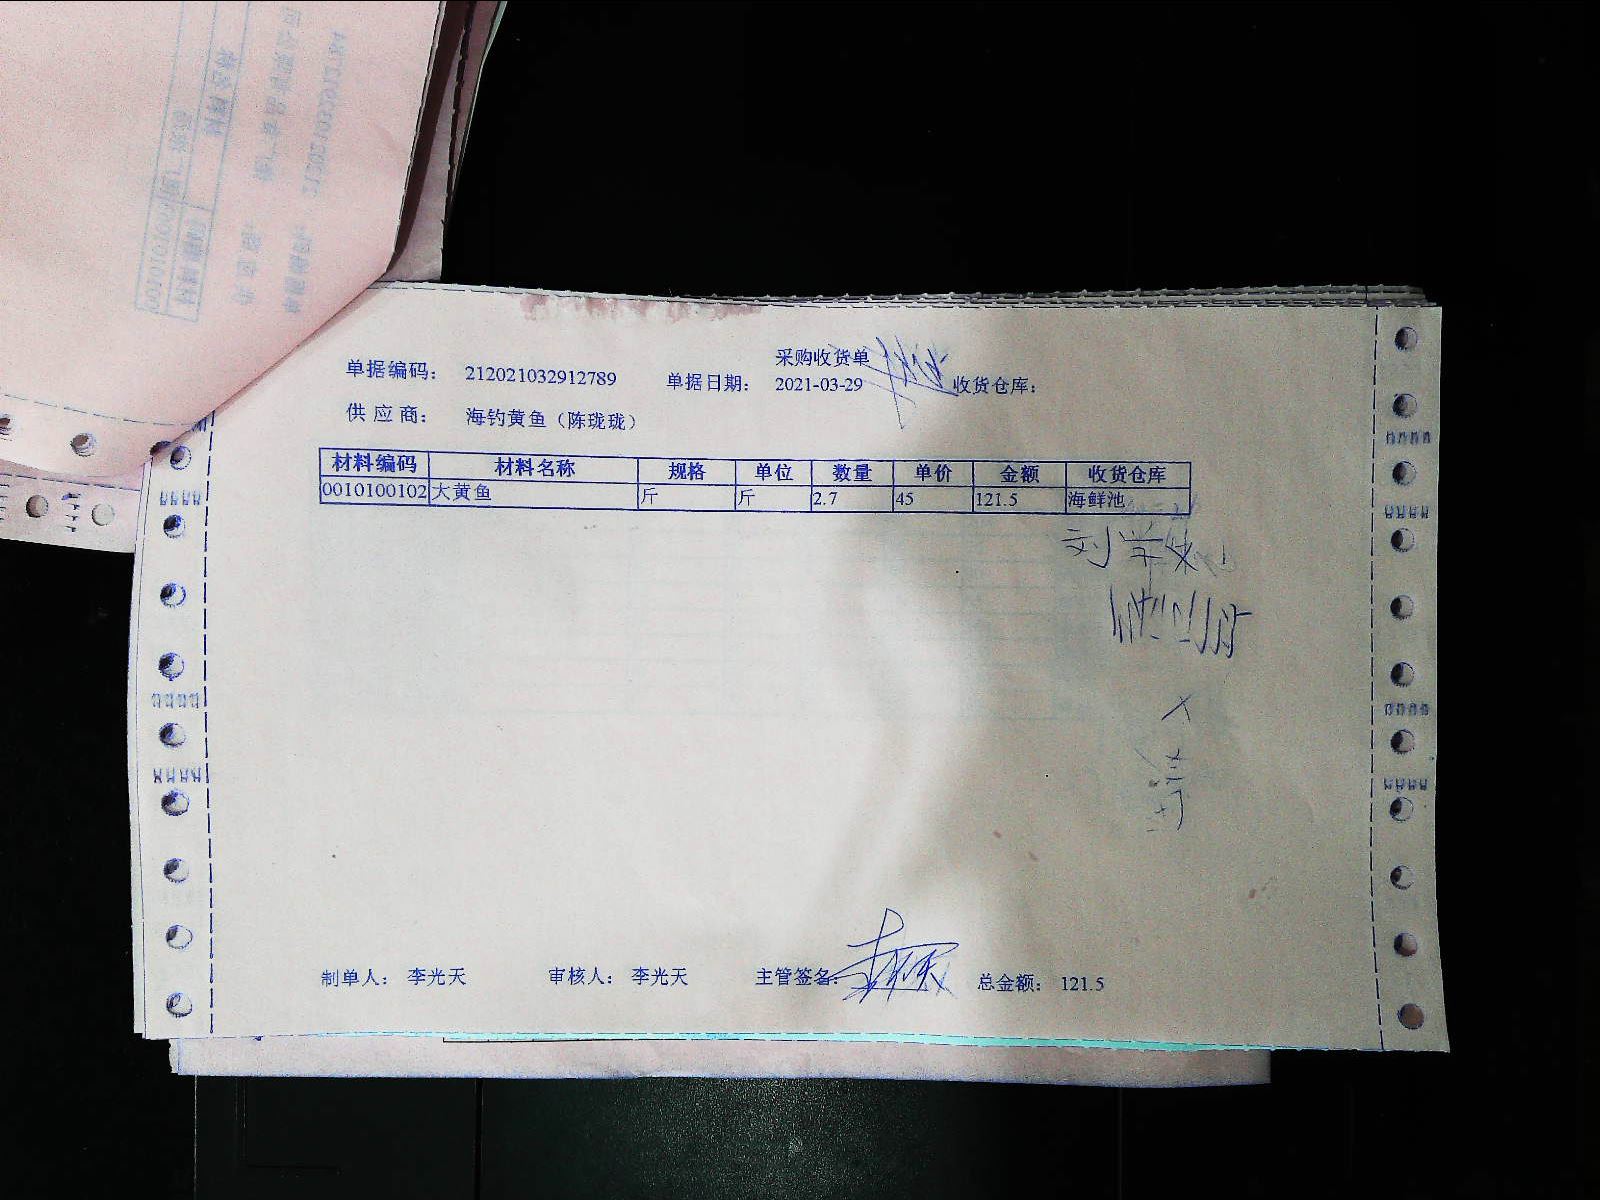 采购收货单
单据编码： 212021032912789 单据日期： 2021-03-29 收货仓库：
供 应 商： 海钓黄鱼（陈珑珑）
材料编码 材料名称 规格 单位 数量 单价 金额 收货仓库
0010100102 大黄鱼 斤 斤 2.7 45 121.5 海鲜池
制单人： 李光天 审核人： 李光天 主管签名： 总金额： 121.5